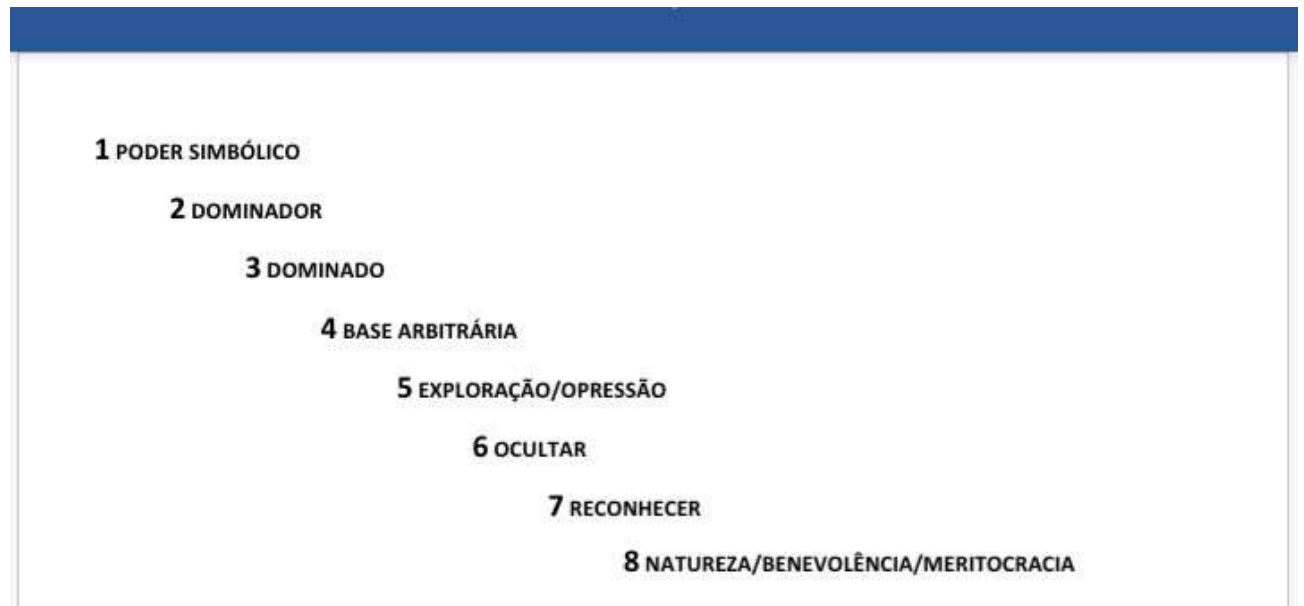 1 PODER SIMBÓLICO
2 DOMINADOR
3 DOMINADO
4 BASE ARBITRÁRIA
5 EXPLORAÇÃO/OPRESSÃO
6 OCULTAR
7 RECONHECER
8 NATUREZA/BENEVOLÊNCIA/MERITOCRACIA